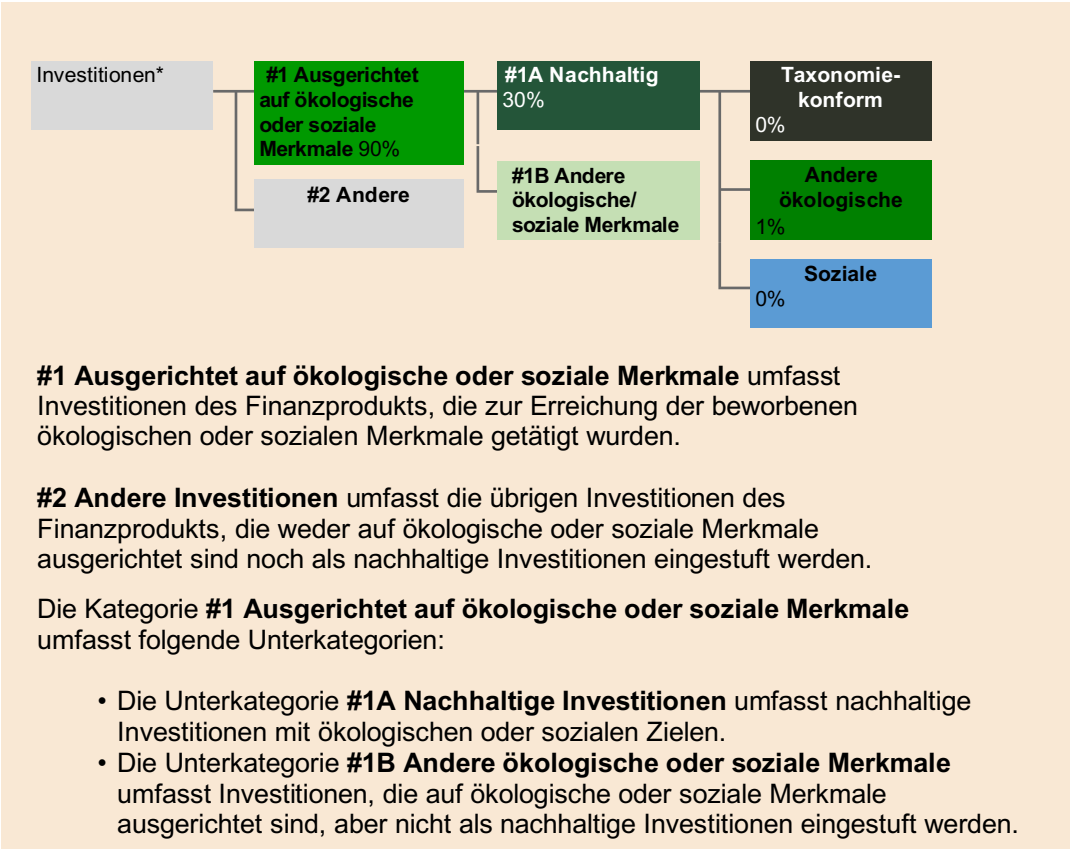 Investitionen*
#1 Ausgerichtet
auf ökologische
oder soziale
Merkmale 90%
#2 Andere
#1A Nachhaltig
30%
#1B Andere
ökologische/
soziale Merkmale
Taxonomie-
konform
0%
Andere
ökologische
1%
Soziale
0%
#1 Ausgerichtet auf ökologische oder soziale Merkmale umfasst
Investitionen des Finanzprodukts, die zur Erreichung der beworbenen
ökologischen oder sozialen Merkmale getätigt wurden.
#2 Andere Investitionen umfasst die übrigen Investitionen des
Finanzprodukts, die weder auf ökologische oder soziale Merkmale
ausgerichtet sind noch als nachhaltige Investitionen eingestuft werden.
Die Kategorie #1 Ausgerichtet auf ökologische oder soziale Merkmale
umfasst folgende Unterkategorien:
• Die Unterkategorie #1A Nachhaltige Investitionen umfasst nachhaltige
Investitionen mit ökologischen oder sozialen Zielen.
• Die Unterkategorie #1B Andere ökologische oder soziale Merkmale
umfasst Investitionen, die auf ökologische oder soziale Merkmale
ausgerichtet sind, aber nicht als nachhaltige Investitionen eingestuft werden.